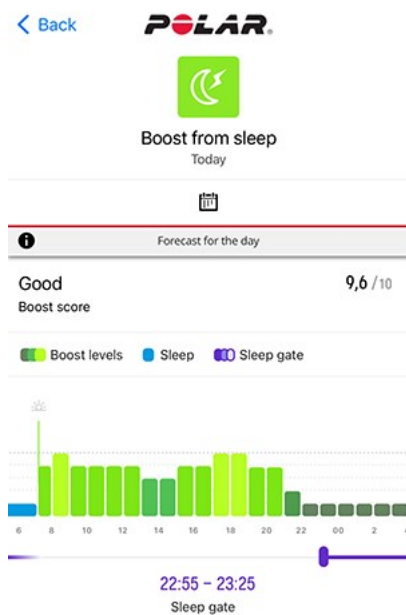 Back
POLAR.
Boost from sleep
Today
Forecast for the day
Good
9,6 /10
Boost score
Boost levels
Sleep
Sleep gate
6 8 10 12 14 16 18 20 22 00 2 4
22:55 – 23:25
Sleep gate